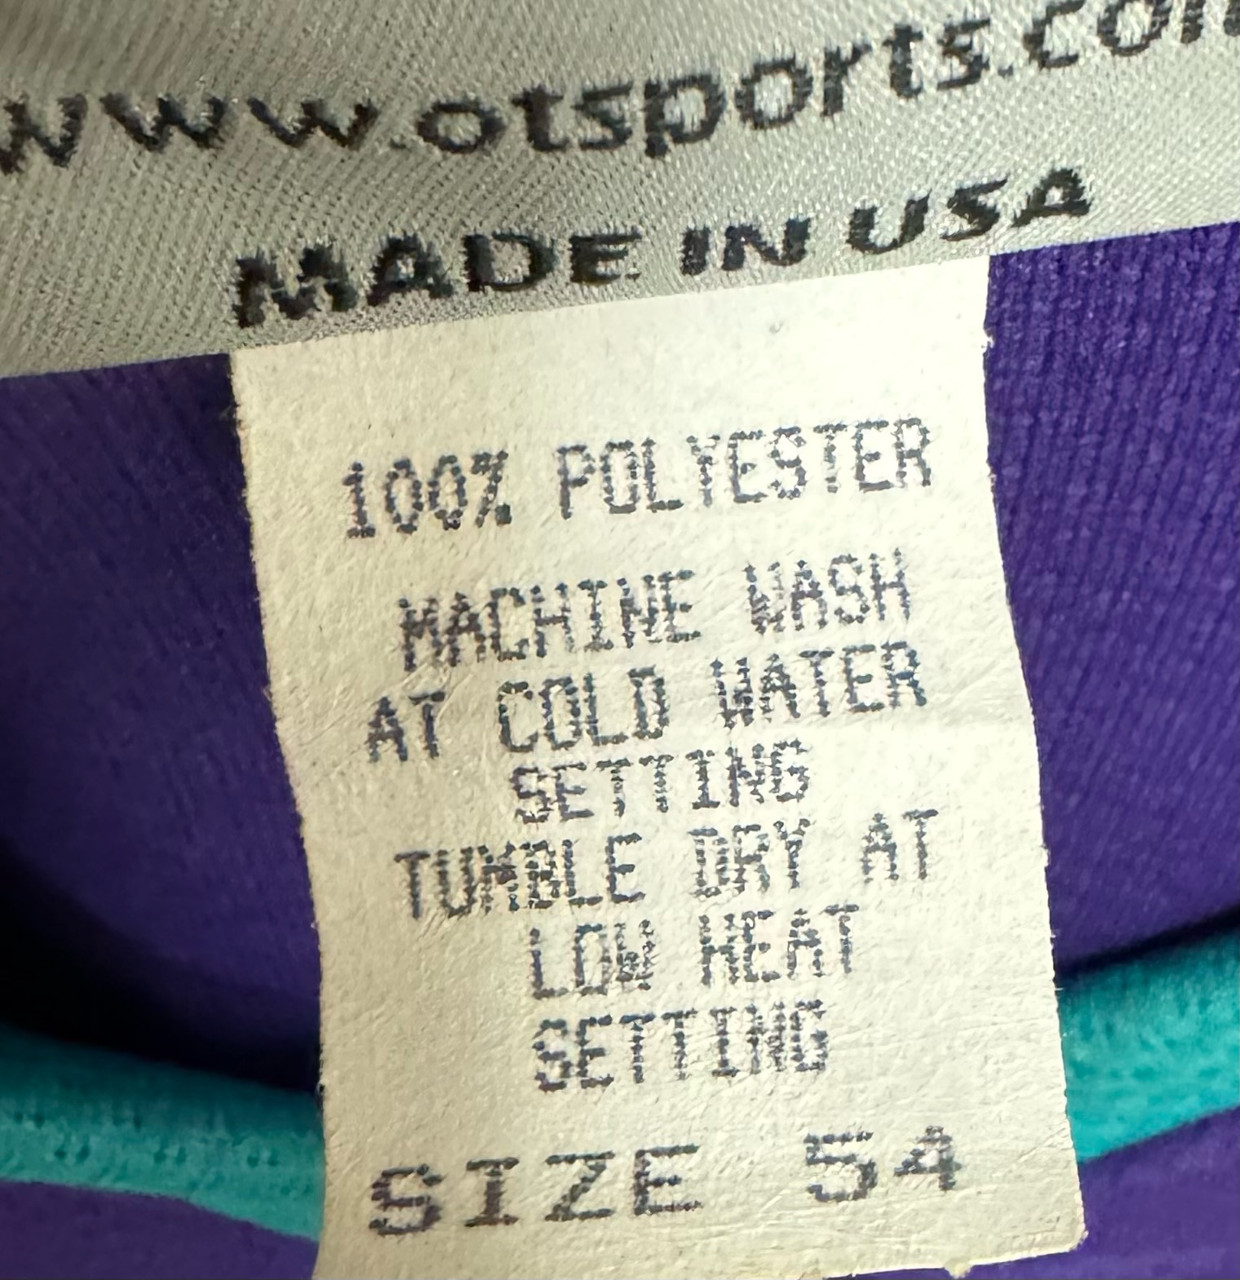 www.otsports.com
MADE IN USA
100% POLYESTER
MACHINE WASH
AT COLD WATER
SETTING
TUMBLE DRY AT
LOW HEAT
SETTING
SIZE 54